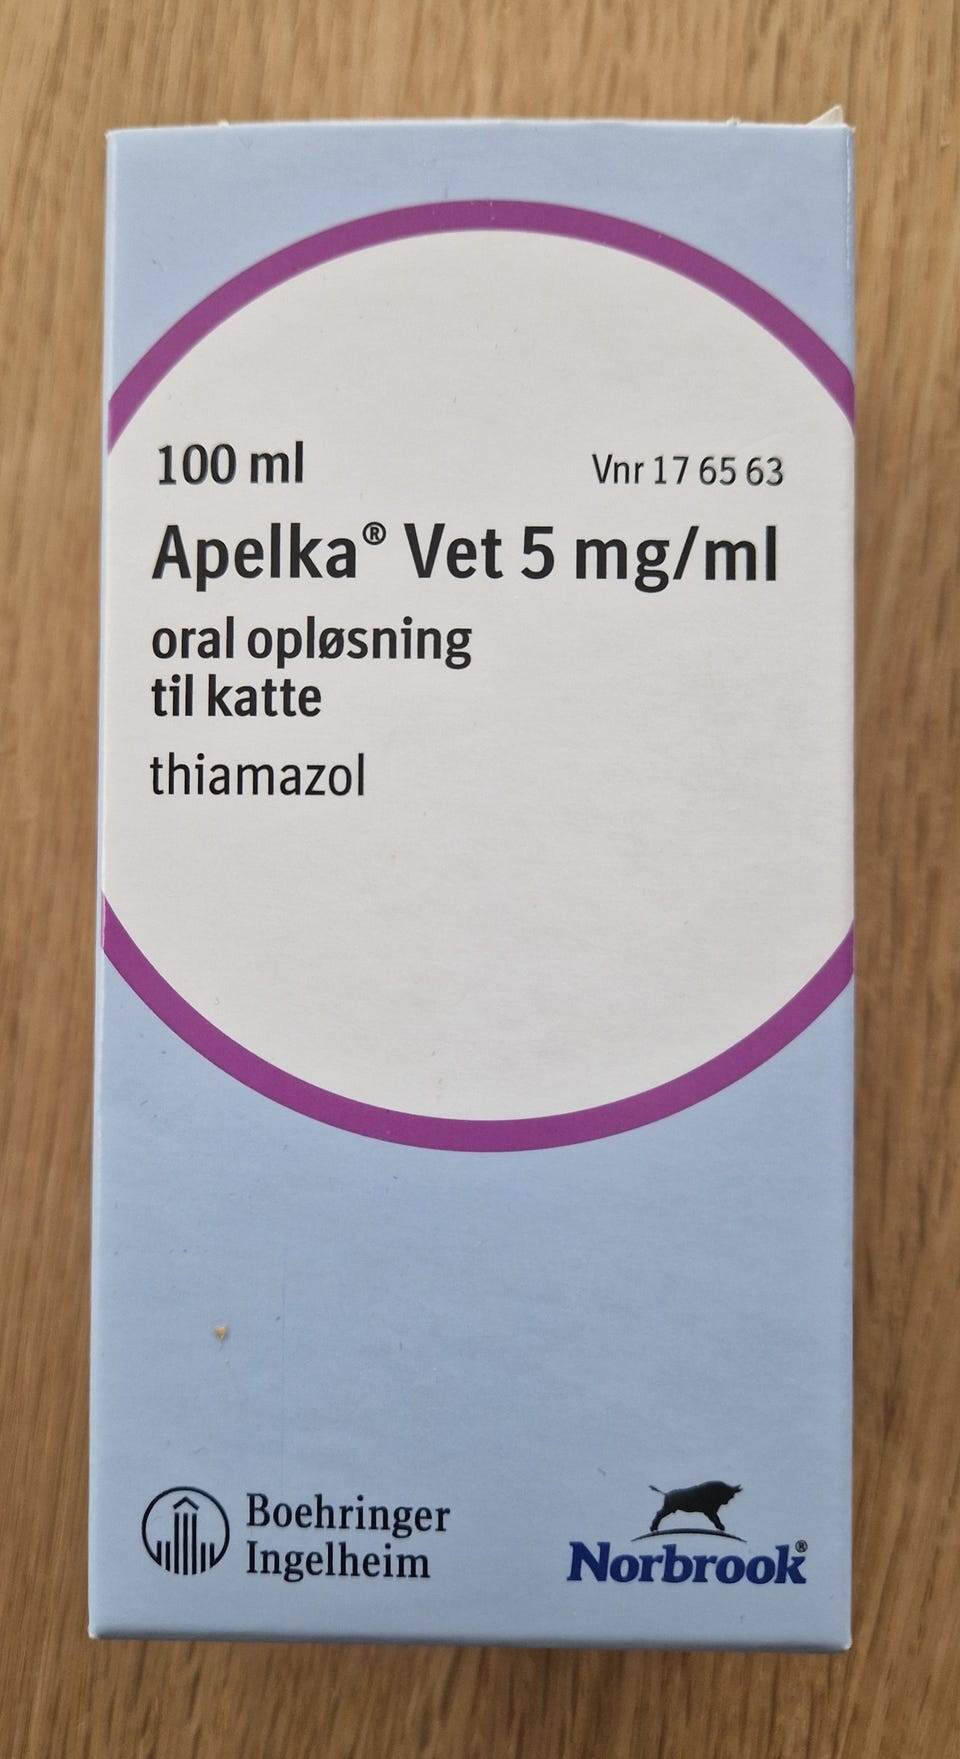 100 ml
Vnr 17 65 63
Apelka® Vet 5 mg/ml
oral opløsning
til katte
thiamazol
Boehringer
Ingelheim
Norbrook®